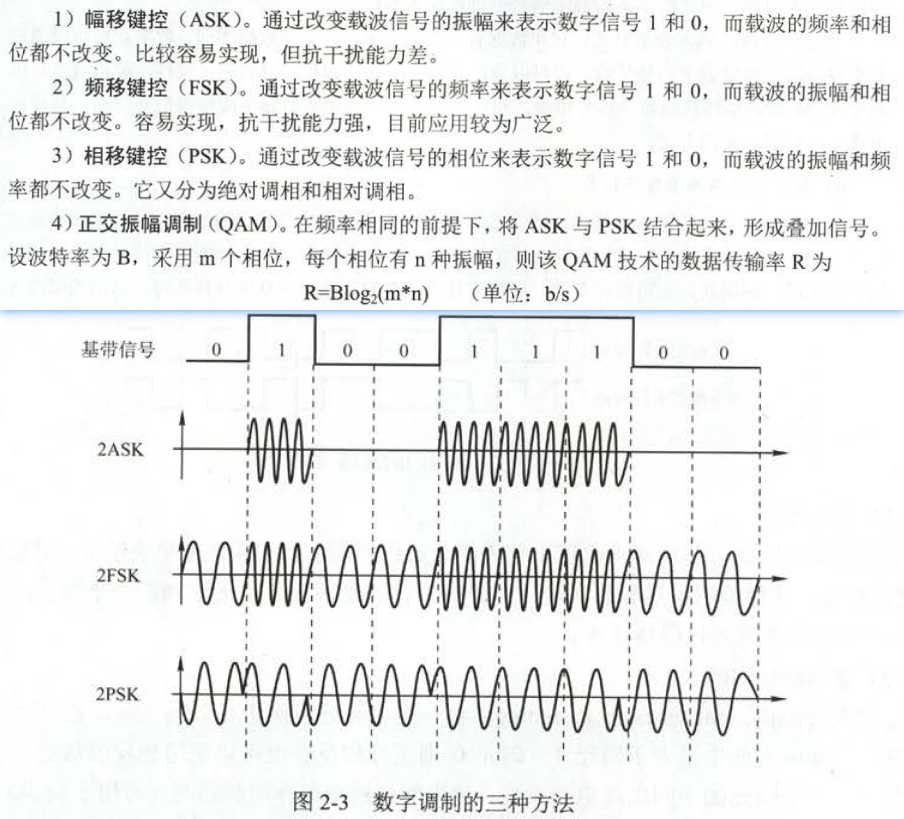 1）幅移键控（ASK）。通过改变载波信号的振幅来表示数字信号 1 和 0，而载波的频率和相
位都不改变。比较容易实现，但抗干扰能力差。
2）频移键控（FSK）。通过改变载波信号的频率来表示数字信号 1 和 0，而载波的振幅和相
位都不改变。容易实现，抗干扰能力强，目前应用较为广泛。
3）相移键控（PSK）。通过改变载波信号的相位来表示数字信号 1 和 0，而载波的振幅和频
率都不改变。它又分为绝对调相和相对调相。
4）正交振幅调制（QAM）。在频率相同的前提下，将 ASK 与 PSK 结合起来，形成叠加信号。
设波特率为 B，采用 m 个相位，每个相位有 n 种振幅，则该 QAM 技术的数据传输率 R 为
R=Blog₂(m*n) （单位：b/s）
基带信号 0 1 0 0 1 1 1 0 0
2ASK
2FSK
2PSK
图 2-3 数字调制的三种方法